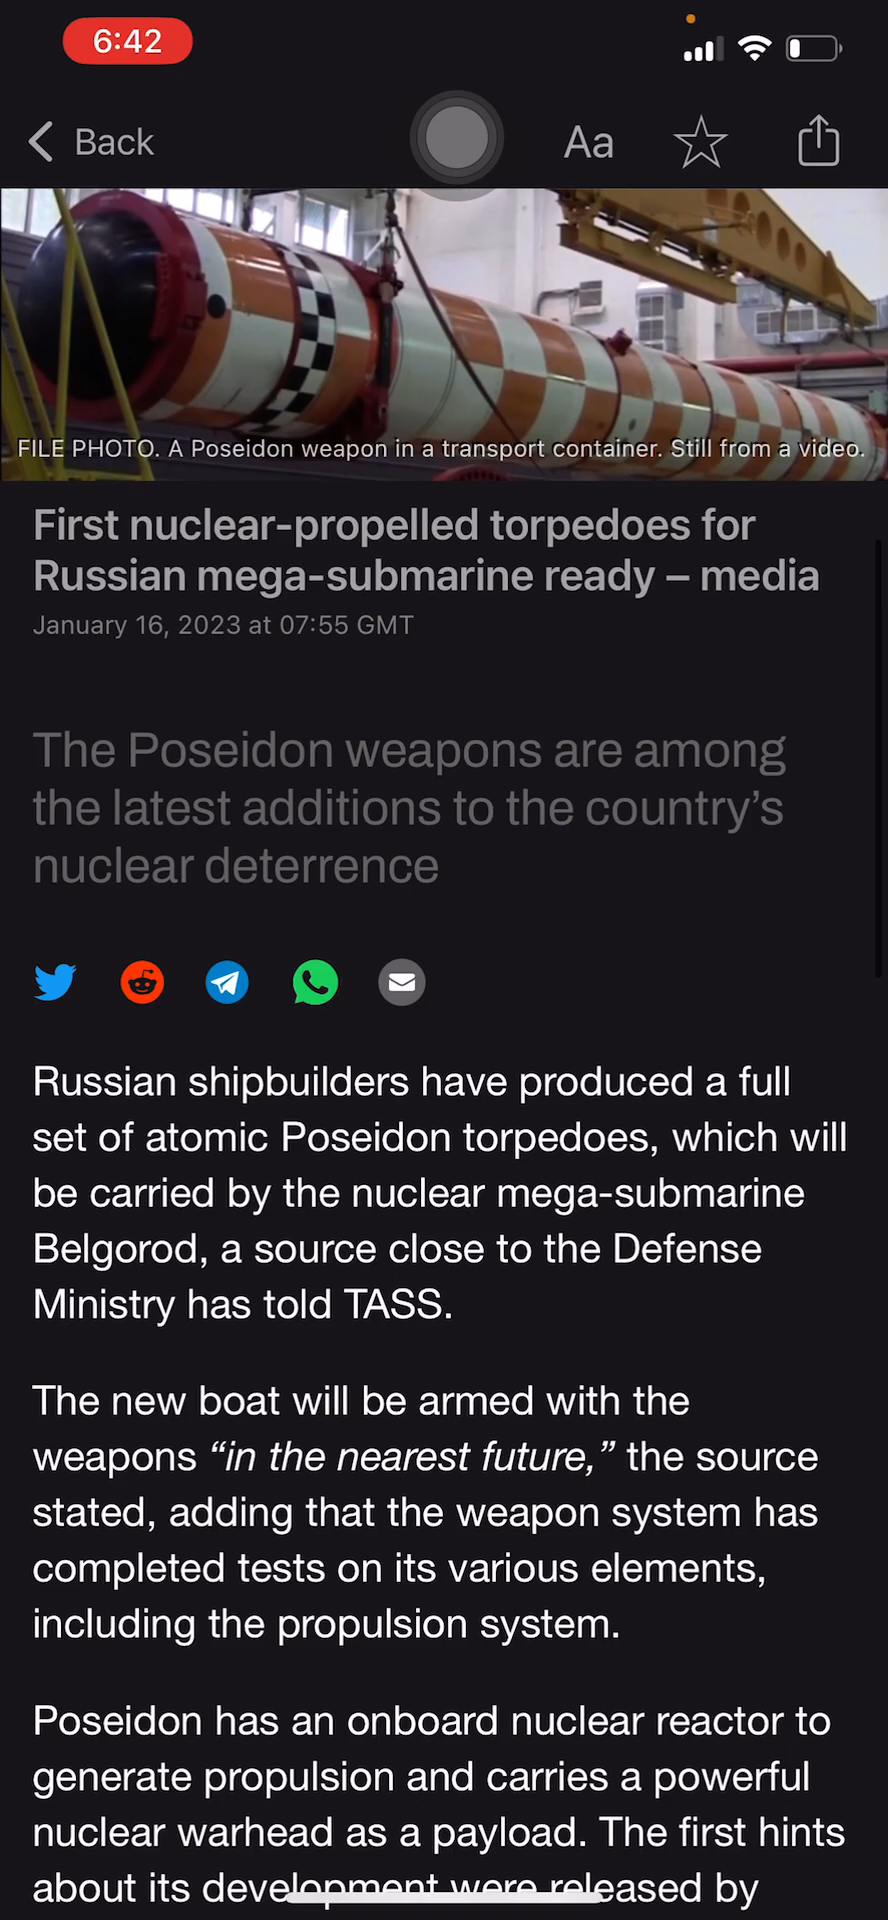 6:42
Back
Aa
FILE PHOTO. A Poseidon weapon in a transport container. Still from a video.
First nuclear-propelled torpedoes for
Russian mega-submarine ready – media
January 16, 2023 at 07:55 GMT
The Poseidon weapons are among
the latest additions to the country’s
nuclear deterrence
Russian shipbuilders have produced a full
set of atomic Poseidon torpedoes, which will
be carried by the nuclear mega-submarine
Belgorod, a source close to the Defense
Ministry has told TASS.
The new boat will be armed with the
weapons “in the nearest future,” the source
stated, adding that the weapon system has
completed tests on its various elements,
including the propulsion system.
Poseidon has an onboard nuclear reactor to
generate propulsion and carries a powerful
nuclear warhead as a payload. The first hints
about its development were released by